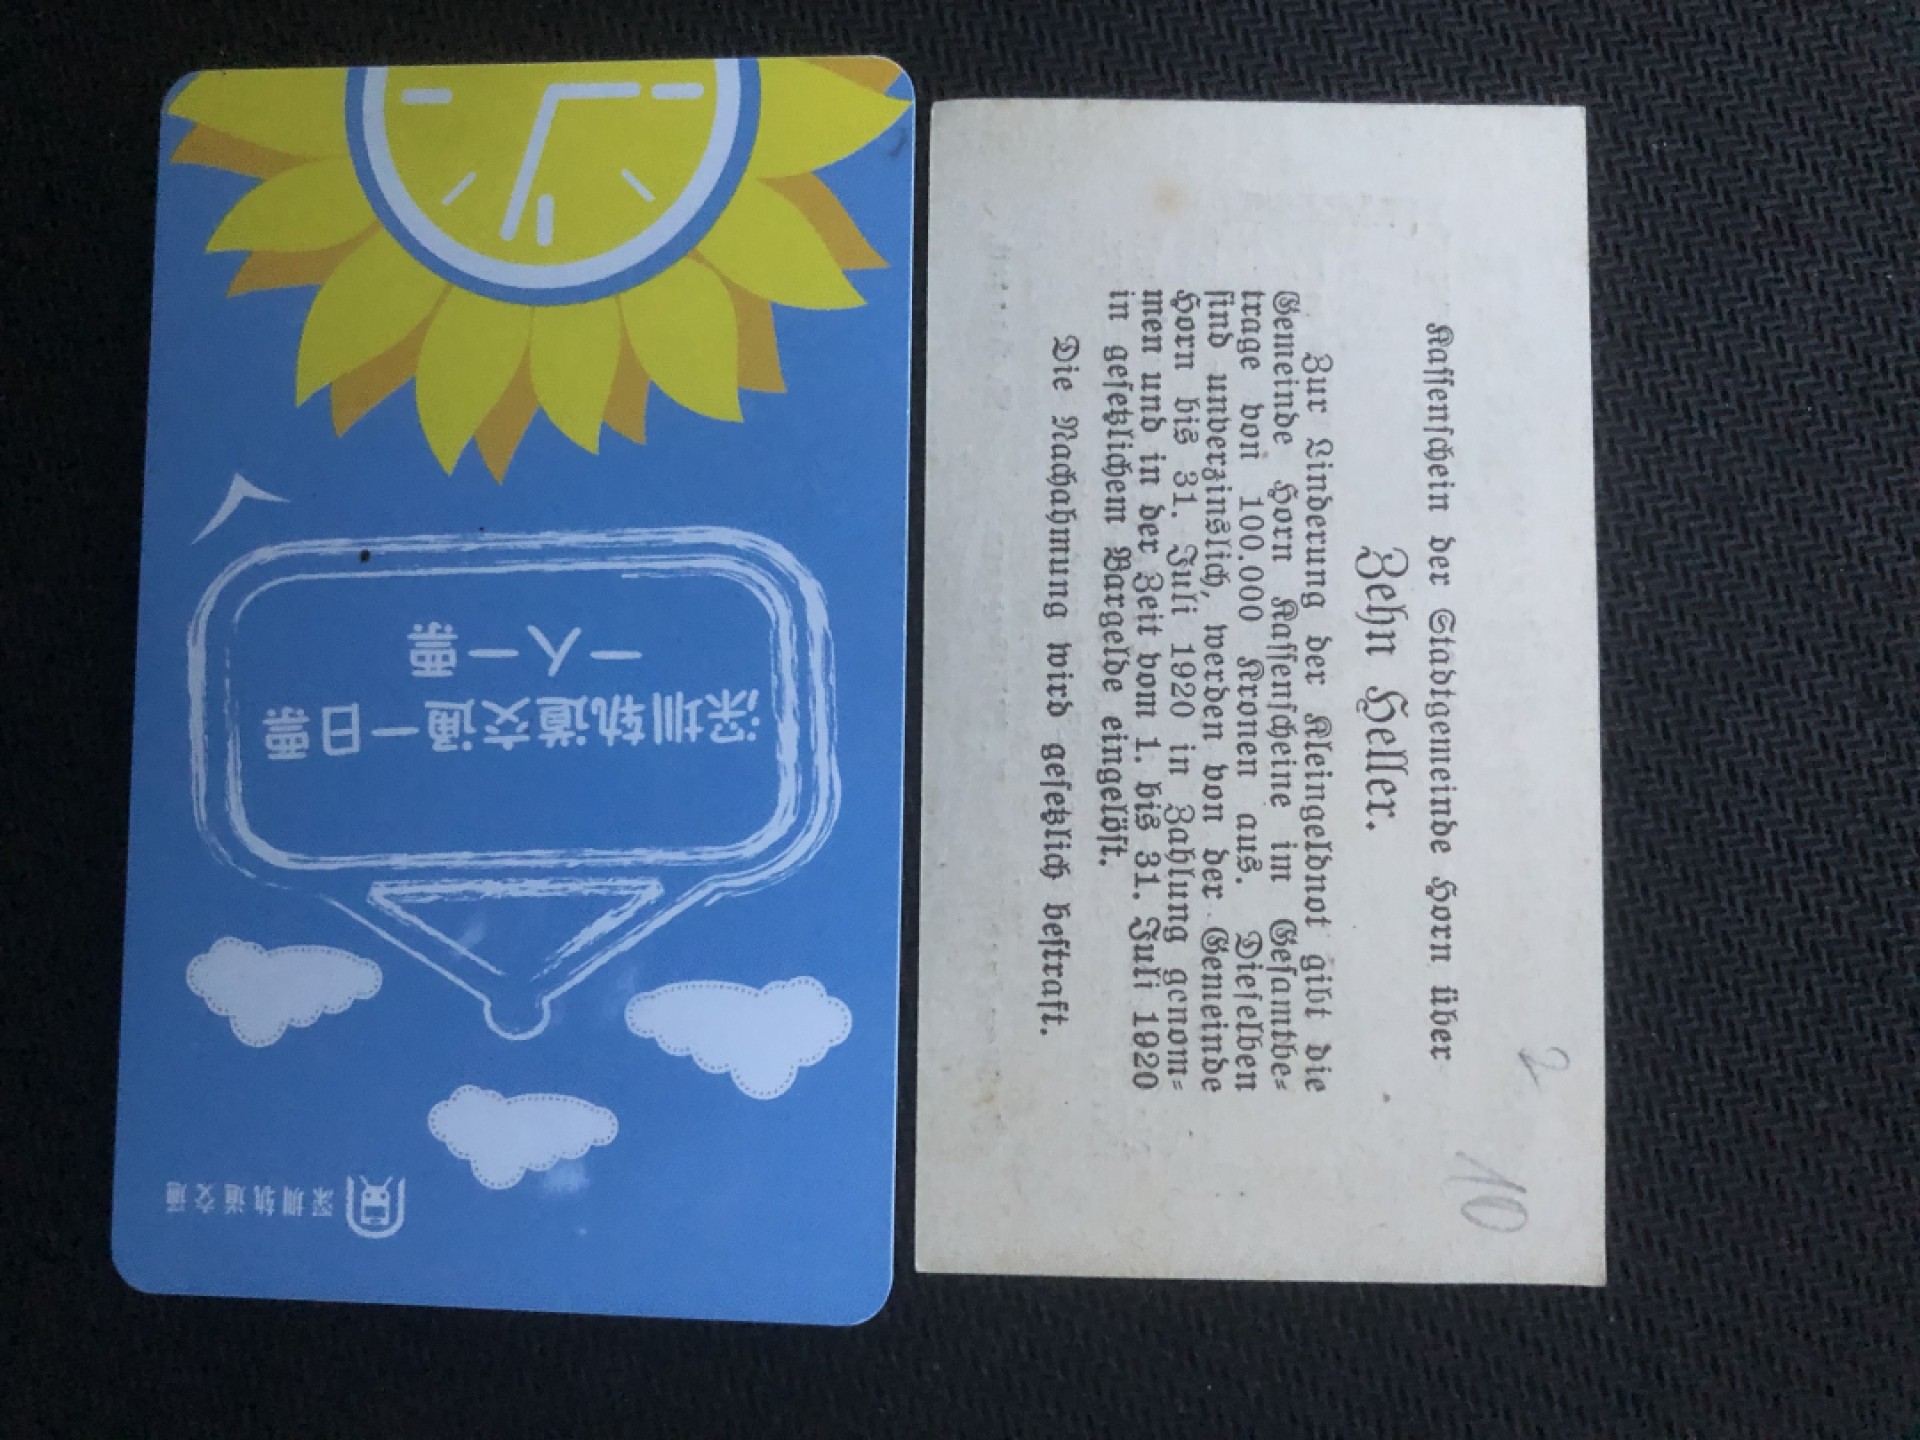 深圳轨道交通一日票
一人一票
深圳轨道交通
Kassenschein der Stadtgemeinde Horn über
Zehn Heller.
Zur Linderung der Kleingeldnot gibt die
Gemeinde Horn Kassenscheine im Gesamtbe-
trage von 100.000 Kronen aus. Dieselben
sind unverzinslich, werden von der Gemeinde
Horn bis 31. Juli 1920 in Zahlung genom-
men und in der Zeit vom 1. bis 31. Juli 1920
in gesetzlichem Bargelde eingelöst.
Die Nachahmung wird gesetzlich bestraft.
2
10